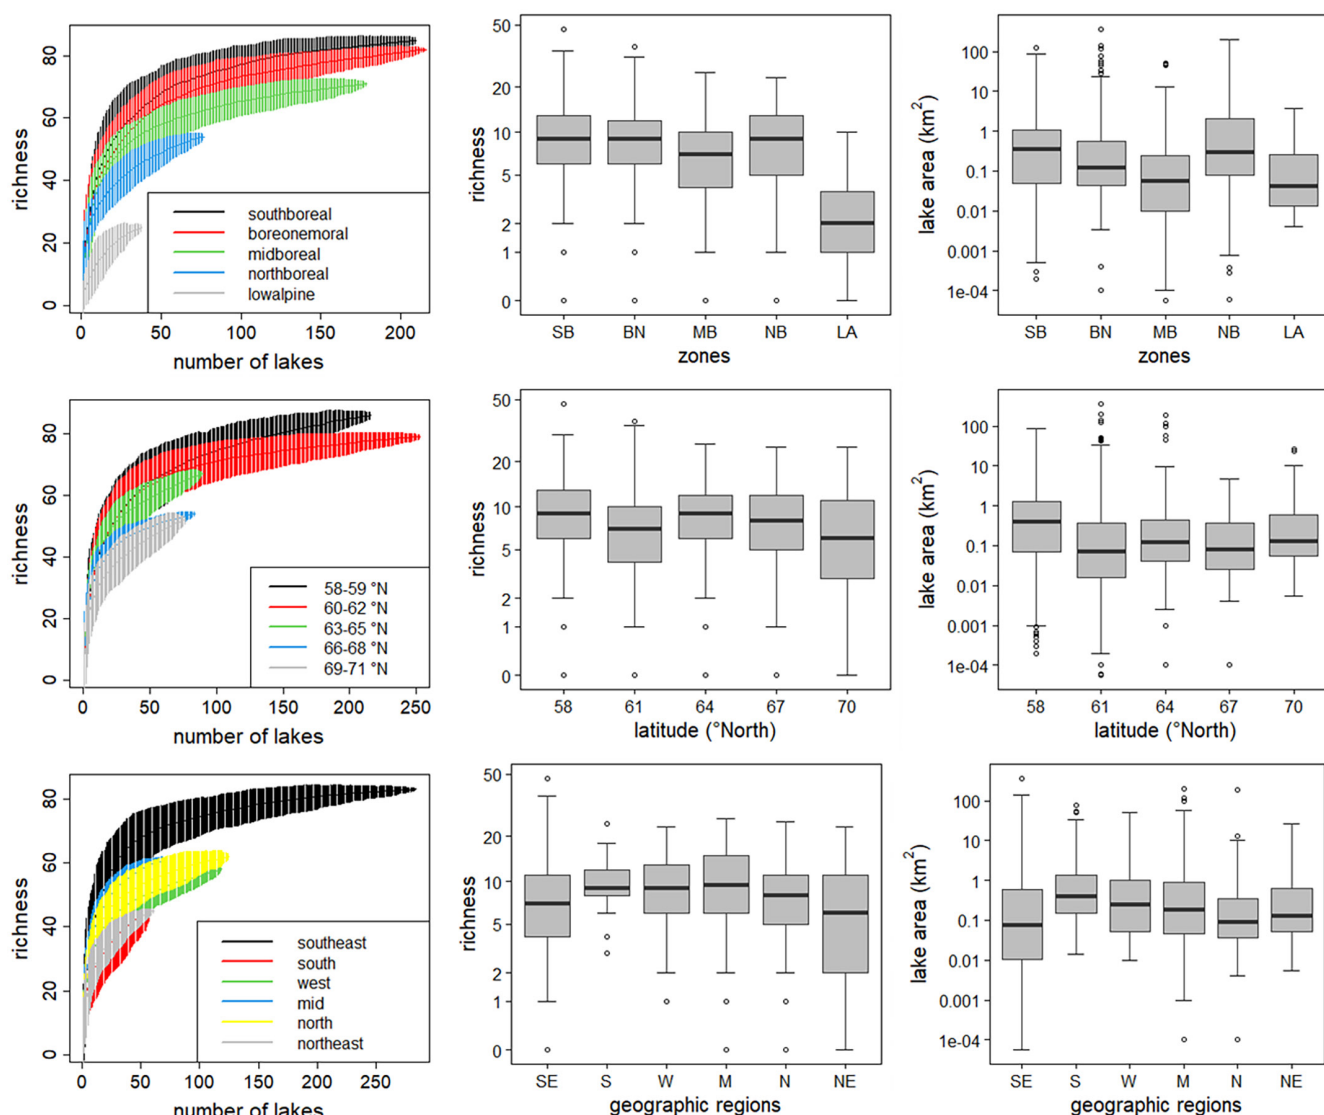 richness
80
60
40
20
0
southboreal
boreonemoral
midboreal
northboreal
lowalpine
0 50 100 150 200
number of lakes
richness
50
20
10
5
2
1
0
SB BN MB NB LA
zones
lake area (km²)
100
10
1
0.1
0.01
0.001
1e-04
SB BN MB NB LA
zones
richness
80
60
40
20
0
58-59 °N
60-62 °N
63-65 °N
66-68 °N
69-71 °N
0 50 100 150 200 250
number of lakes
richness
50
20
10
5
2
1
0
58 61 64 67 70
latitude (°North)
lake area (km²)
100
10
1
0.1
0.01
0.001
1e-04
58 61 64 67 70
latitude (°North)
richness
80
60
40
20
0
southeast
south
west
mid
north
northeast
0 50 100 150 200 250
number of lakes
richness
50
20
10
5
2
1
0
SE S W M N NE
geographic regions
lake area (km²)
100
10
1
0.1
0.01
0.001
1e-04
SE S W M N NE
geographic regions